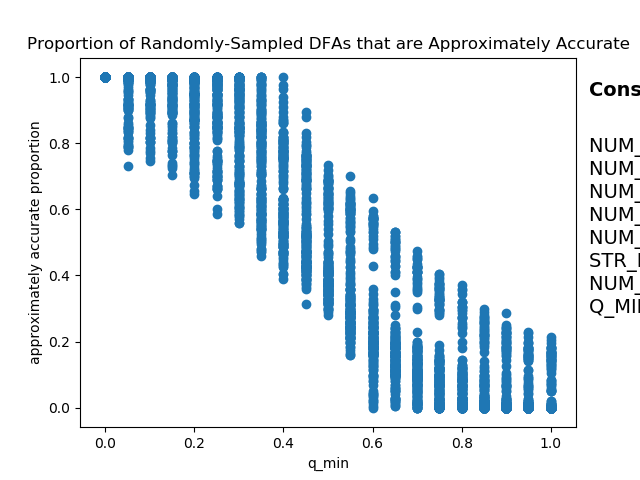 Proportion of Randomly-Sampled DFAs that are Approximately Accurate
1.0
0.8
0.6
0.4
0.2
0.0
approximately accurate proportion
0.0 0.2 0.4 0.6 0.8 1.0
q_min
Cons
NUM_
NUM_
NUM_
NUM_
NUM_
STR_
NUM_
Q_MI